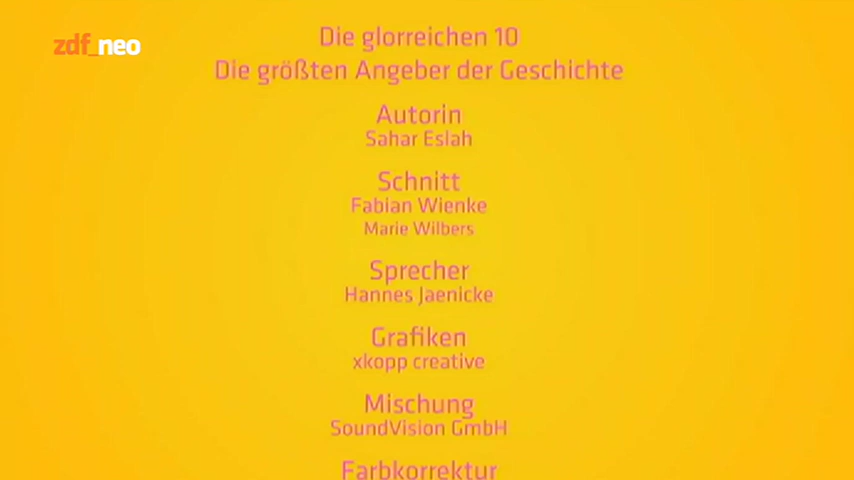 zdf_neo
Die glorreichen 10
Die größten Angeber der Geschichte
Autorin
Sahar Eslah
Schnitt
Fabian Wienke
Marie Wilbers
Sprecher
Hannes Jaenicke
Grafiken
xkopp creative
Mischung
SoundVision GmbH
Farbkorrektur